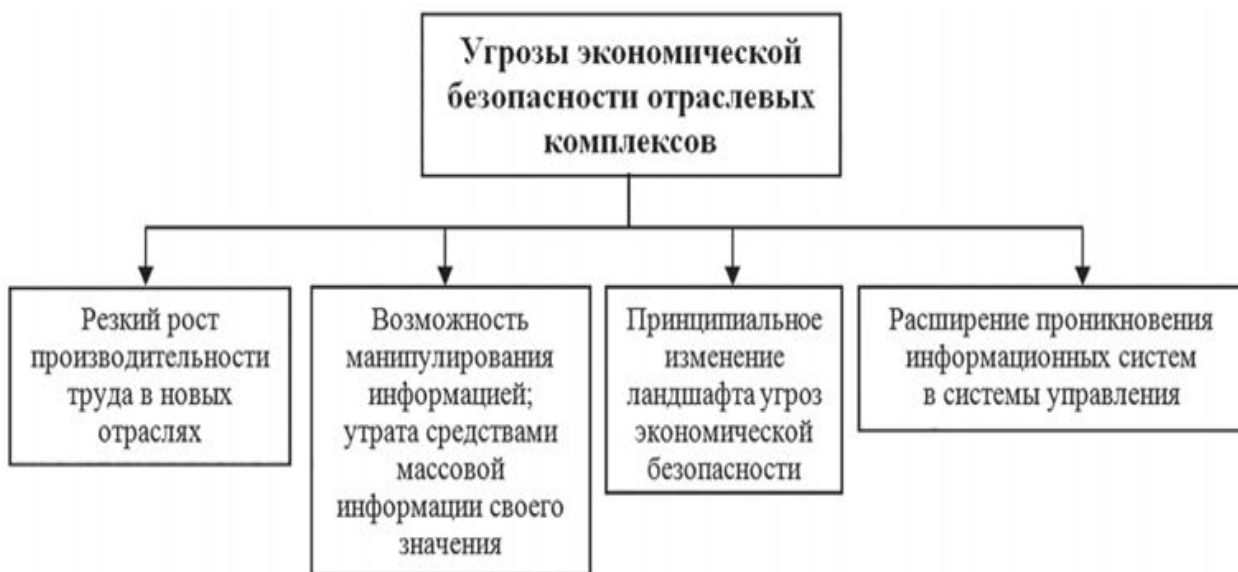 Угрозы экономической
безопасности отраслевых
комплексов
Резкий рост
производительности
труда в новых
отраслях
Возможность
манипулирования
информацией;
утрата средствами
массовой
информации своего
значения
Принципиальное
изменение
ландшафта угроз
экономической
безопасности
Расширение проникновения
информационных систем
в системы управления